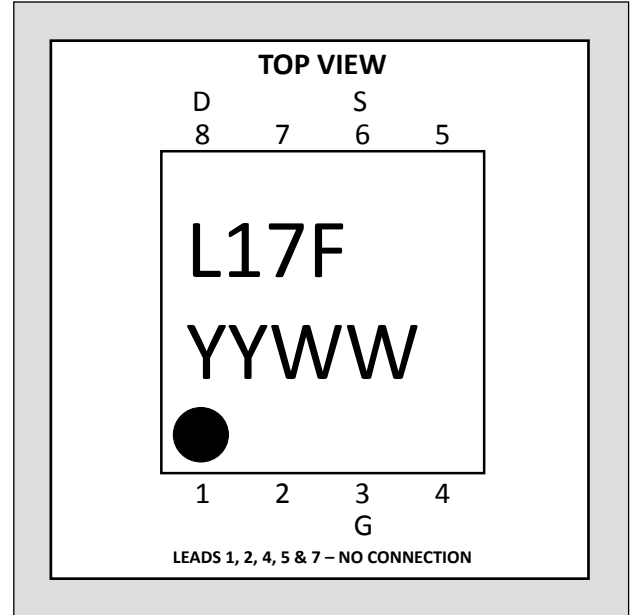 TOP VIEW
D S
8 7 6 5
L17F
YYWW
1 2 3 4
G
LEADS 1, 2, 4, 5 & 7 – NO CONNECTION